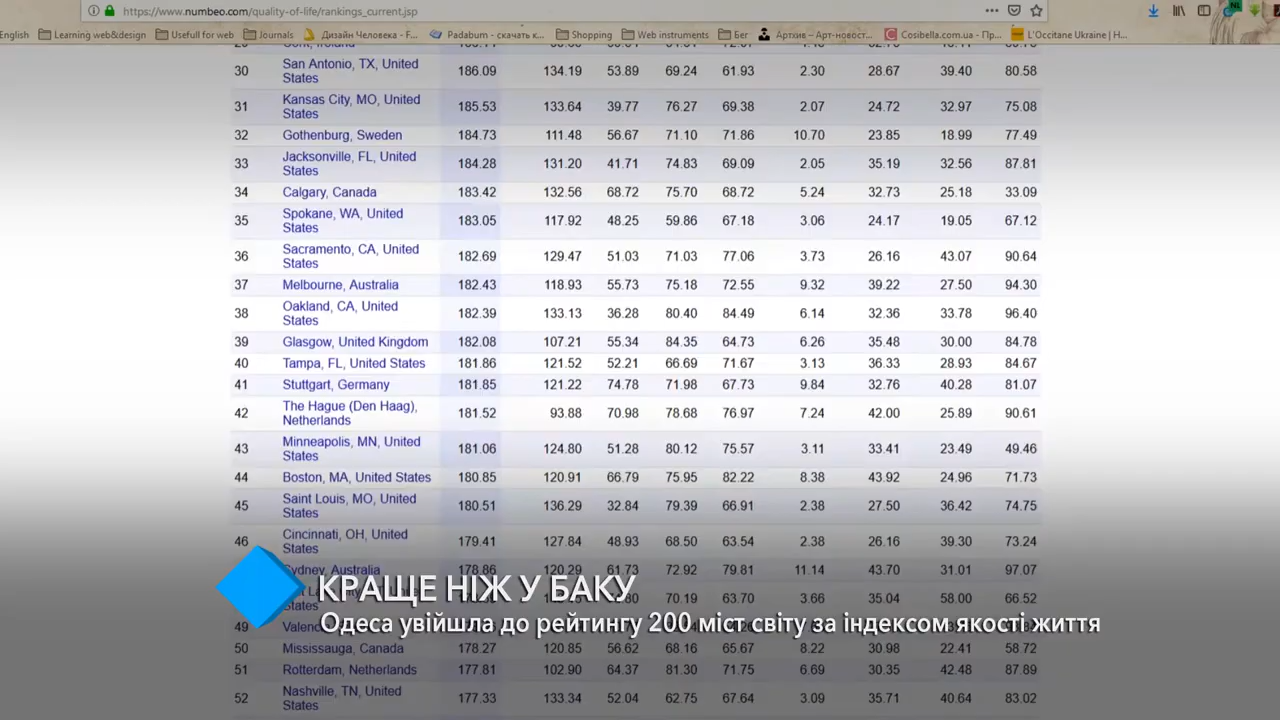 https://www.numbeo.com/quality-of-life/rankings_current.jsp
English Learning web&design Usefull for web Journals Дизайн Человека - F... Padabum - скачать к... Shopping Web instruments Бег Архив – Арт-новост... Cosibella.com.ua - Пр... L'Occitane Ukraine | Н...
30 San Antonio, TX, United States 186.09 134.19 53.89 69.24 61.93 2.30 28.67 39.40 80.58
31 Kansas City, MO, United States 185.53 133.64 39.77 76.27 69.38 2.07 24.72 32.97 75.08
32 Gothenburg, Sweden 184.73 111.48 56.67 71.10 71.86 10.70 23.85 18.99 77.49
33 Jacksonville, FL, United States 184.28 131.20 41.71 74.83 69.09 2.05 35.19 32.56 87.81
34 Calgary, Canada 183.42 132.56 68.72 75.70 68.72 5.24 32.73 25.18 33.09
35 Spokane, WA, United States 183.05 117.92 48.25 59.86 67.18 3.06 24.17 19.05 67.12
36 Sacramento, CA, United States 182.69 129.47 51.03 71.03 77.06 3.73 26.16 43.07 90.64
37 Melbourne, Australia 182.43 118.93 55.73 75.18 72.55 9.32 39.22 27.50 94.30
38 Oakland, CA, United States 182.39 133.13 36.28 80.40 84.49 6.14 32.36 33.78 96.40
39 Glasgow, United Kingdom 182.08 107.21 55.34 84.35 64.73 6.26 35.48 30.00 84.78
40 Tampa, FL, United States 181.86 121.52 52.21 66.69 71.67 3.13 36.33 28.93 84.67
41 Stuttgart, Germany 181.85 121.22 74.78 71.98 67.73 9.84 32.76 40.28 81.07
42 The Hague (Den Haag), Netherlands 181.52 93.88 70.98 78.68 76.97 7.24 42.00 25.89 90.61
43 Minneapolis, MN, United States 181.06 124.80 51.28 80.12 75.57 3.11 33.41 23.49 49.46
44 Boston, MA, United States 180.85 120.91 66.79 75.95 82.22 8.38 43.92 24.96 71.73
45 Saint Louis, MO, United States 180.51 136.29 32.84 79.39 66.91 2.38 27.50 36.42 74.75
46 Cincinnati, OH, United States 179.41 127.84 48.93 68.50 63.54 2.38 26.16 39.30 73.24
Sydney, Australia 178.86 120.29 61.73 72.92 79.81 11.14 43.70 31.01 97.07
States 70.19 63.70 3.66 35.04 58.00 66.52
КРАЩЕ НІЖ У БАКУ
49
Одеса увійшла до рейтингу 200 міст світу за індексом якості життя
50 Mississauga, Canada 178.27 120.85 56.62 68.16 65.67 8.22 30.98 22.41 58.72
51 Rotterdam, Netherlands 177.81 102.90 64.37 81.30 71.75 6.69 30.35 42.48 87.89
52 Nashville, TN, United States 177.33 133.34 52.04 62.75 67.64 3.09 35.71 40.64 83.02